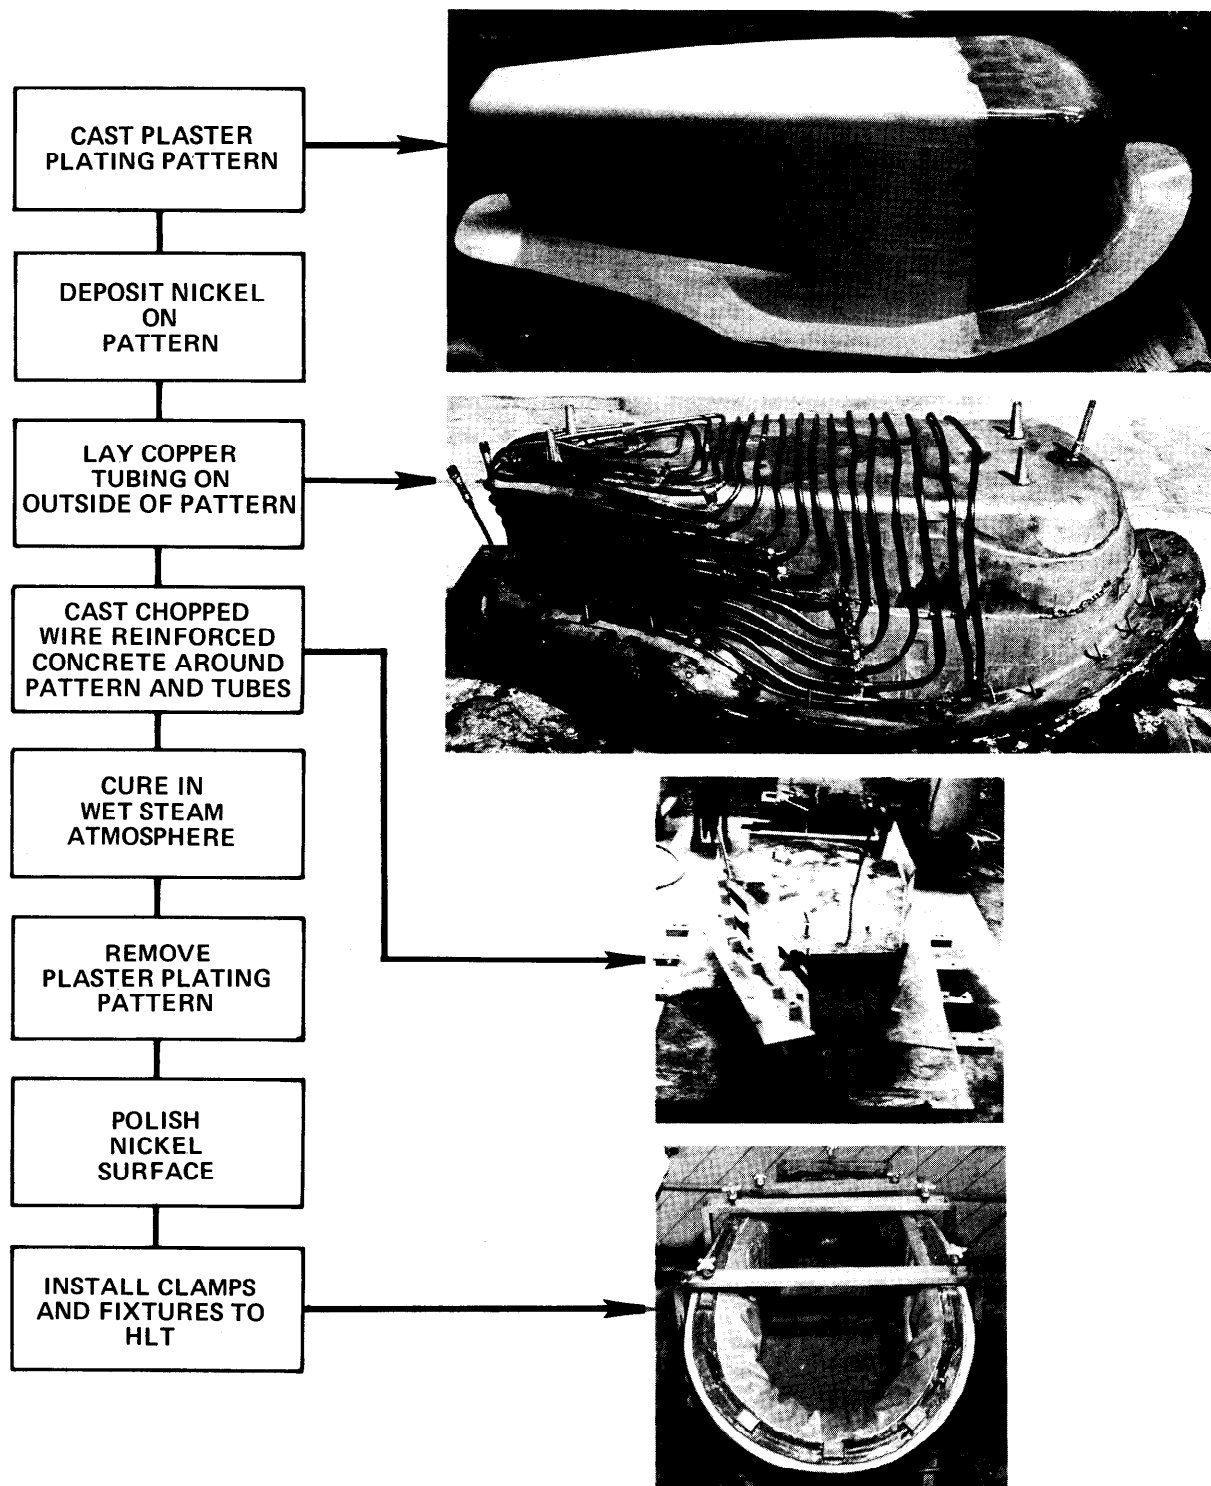 CAST PLASTER
PLATING PATTERN
DEPOSIT NICKEL
ON
PATTERN
LAY COPPER
TUBING ON
OUTSIDE OF PATTERN
CAST CHOPPED
WIRE REINFORCED
CONCRETE AROUND
PATTERN AND TUBES
CURE IN
WET STEAM
ATMOSPHERE
REMOVE
PLASTER PLATING
PATTERN
POLISH
NICKEL
SURFACE
INSTALL CLAMPS
AND FIXTURES TO
HLT